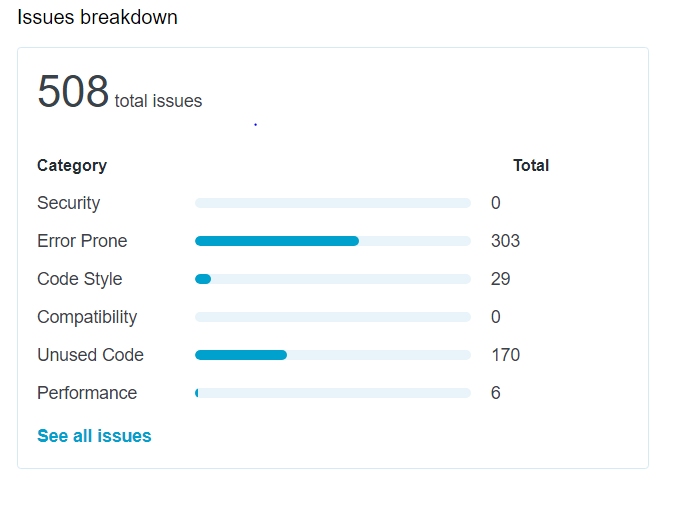 Issues breakdown
508 total issues
Category Total
Security 0
Error Prone 303
Code Style 29
Compatibility 0
Unused Code 170
Performance 6
See all issues